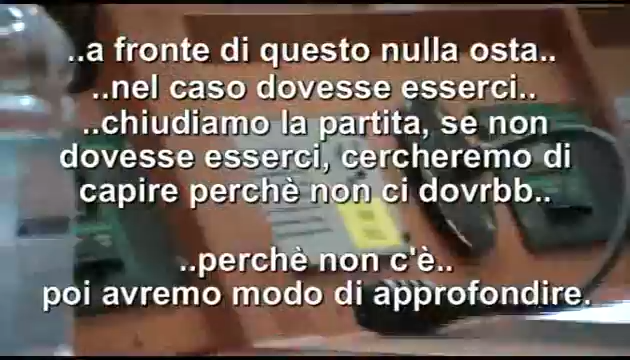 ..a fronte di questo nulla osta..
..nel caso dovesse esserci..
..chiudiamo la partita, se non
dovesse esserci, cercheremo di
capire perchè non ci dovrbb..
..perchè non c'è..
poi avremo modo di approfondire.